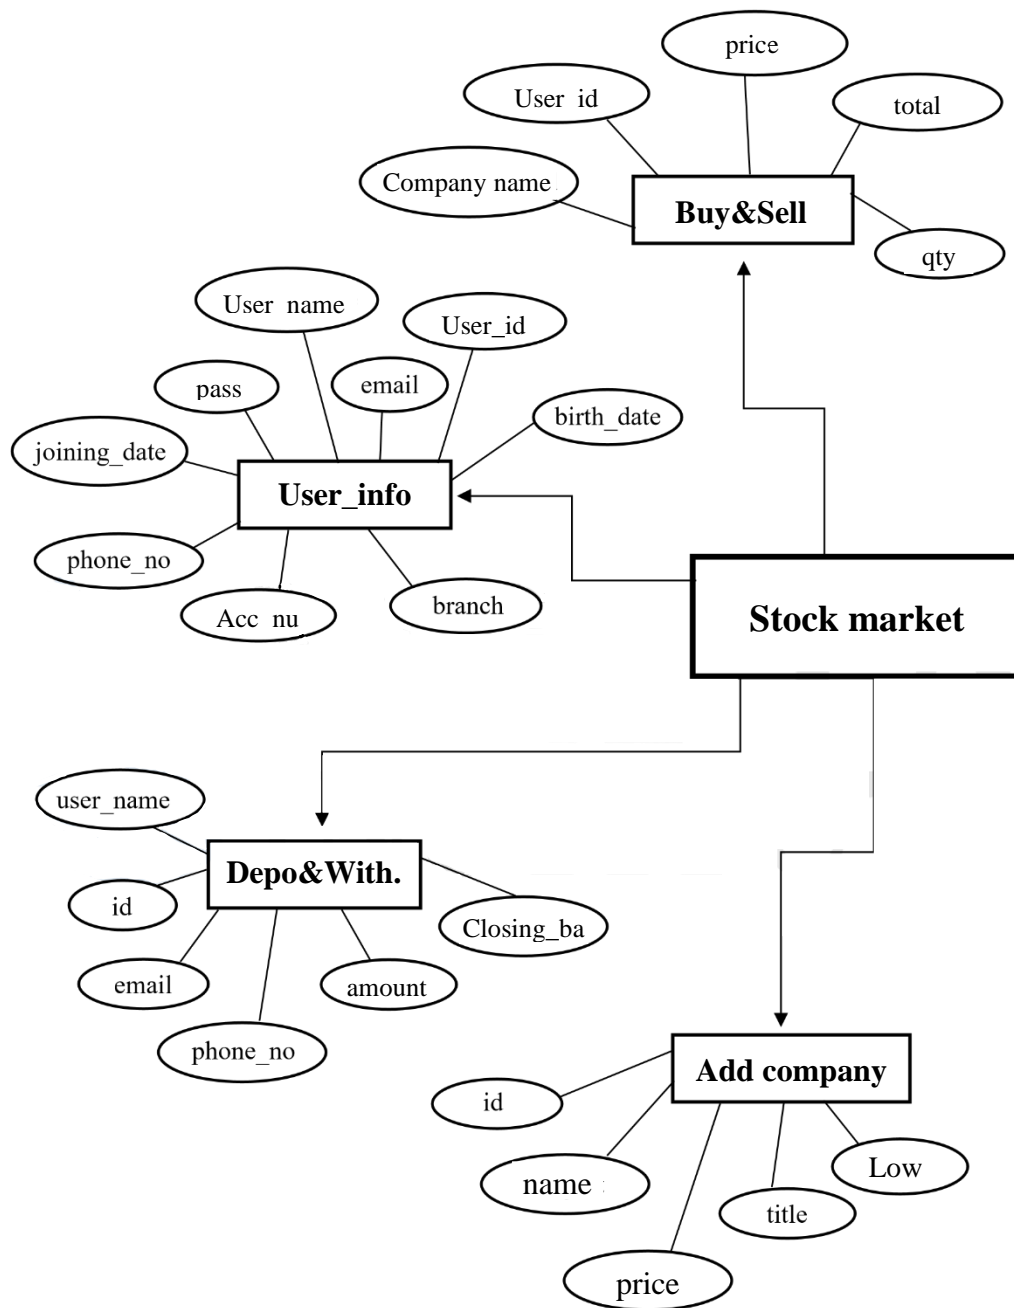 price
User id
total
Company name
Buy&Sell
qty
User name
User_id
pass
email
birth_date
joining_date
User_info
phone_no
Acc nu
branch
Stock market
user_name
Depo&With.
id
Closing_ba
email
amount
phone_no
Add company
id
Low
name
title
price